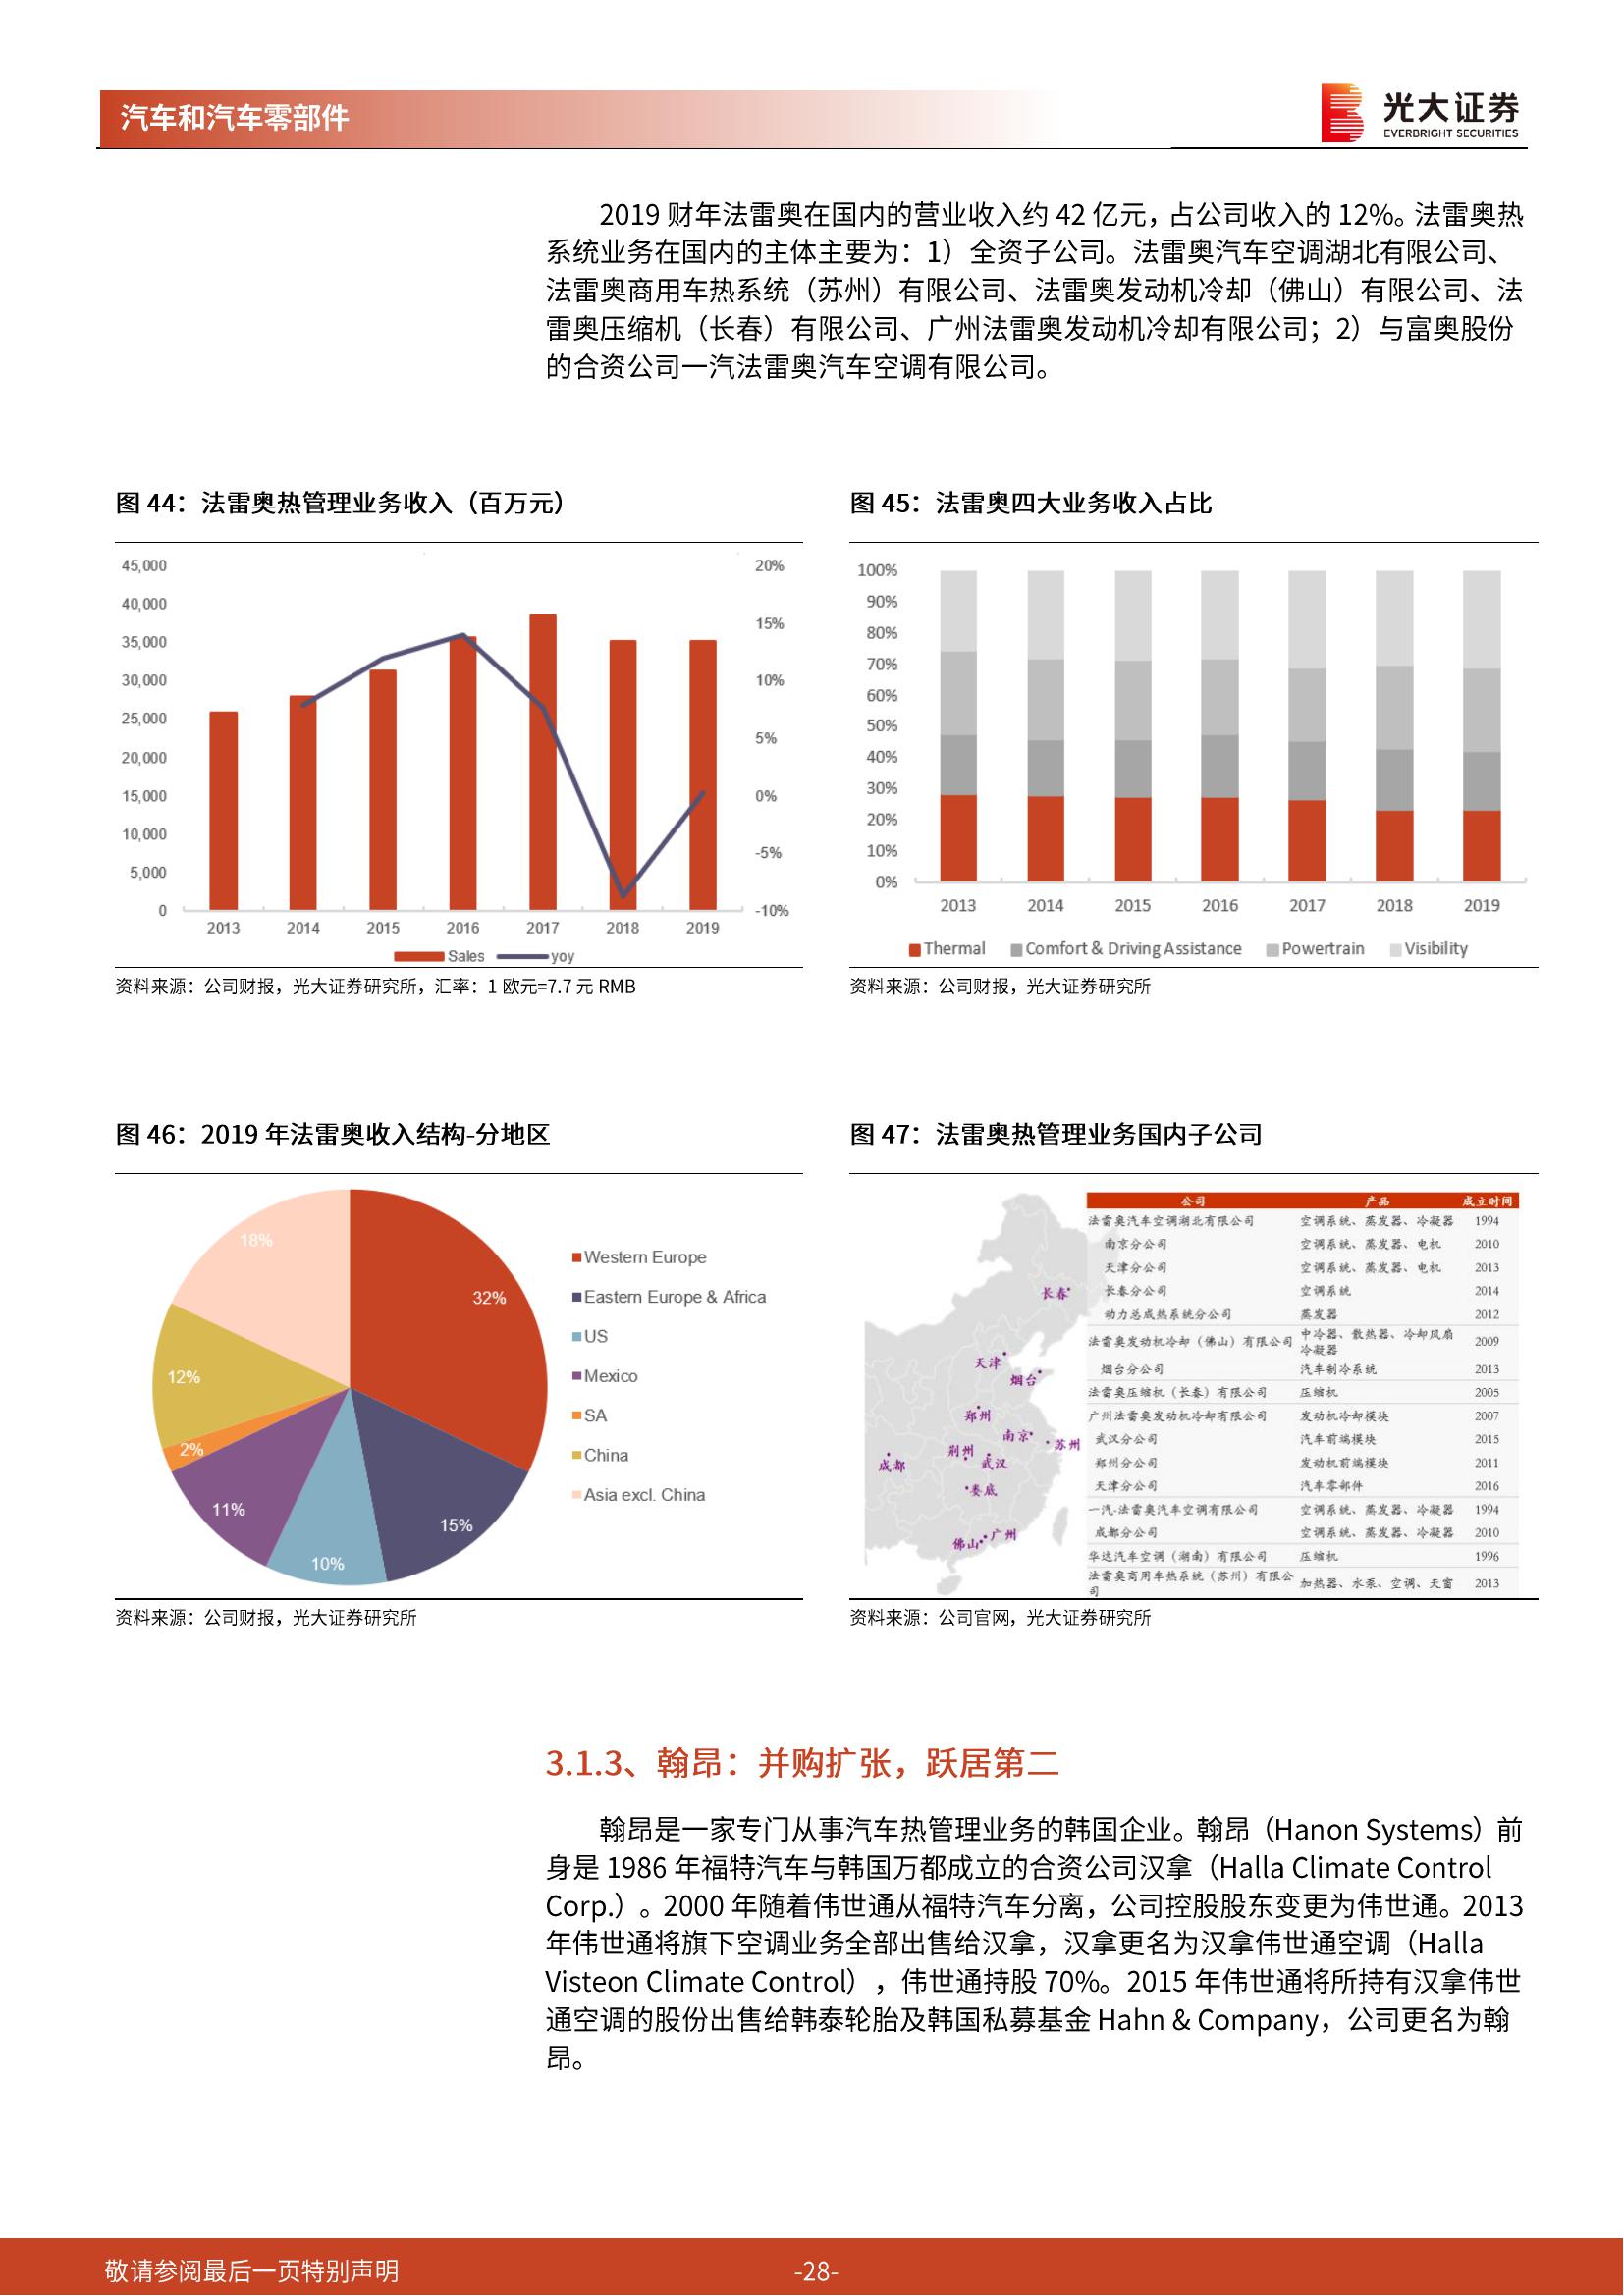 汽车和汽车零部件
光大证券
EVERBRIGHT SECURITIES
2019 财年法雷奥在国内的营业收入约 42 亿元，占公司收入的 12%。法雷奥热
系统业务在国内的主体主要为：1）全资子公司。法雷奥汽车空调湖北有限公司、
法雷奥商用车热系统（苏州）有限公司、法雷奥发动机冷却（佛山）有限公司、法
雷奥压缩机（长春）有限公司、广州法雷奥发动机冷却有限公司；2）与富奥股份
的合资公司一汽法雷奥汽车空调有限公司。
图 44：法雷奥热管理业务收入（百万元）
45,000
40,000
35,000
30,000
25,000
20,000
15,000
10,000
5,000
0
20%
15%
10%
5%
0%
-5%
-10%
2013 2014 2015 2016 2017 2018 2019
Sales yoy
资料来源：公司财报，光大证券研究所，汇率：1 欧元=7.7 元 RMB
图 45：法雷奥四大业务收入占比
100%
90%
80%
70%
60%
50%
40%
30%
20%
10%
0%
2013 2014 2015 2016 2017 2018 2019
Thermal Comfort & Driving Assistance Powertrain Visibility
资料来源：公司财报，光大证券研究所
图 46：2019 年法雷奥收入结构-分地区
18%
32%
12%
2%
11%
15%
10%
Western Europe
Eastern Europe & Africa
US
Mexico
SA
China
Asia excl. China
资料来源：公司财报，光大证券研究所
图 47：法雷奥热管理业务国内子公司
长春
天津
烟台
郑州
南京
苏州
荆州
武汉
成都
娄底
佛山
广州
公司 产品 成立时间
法雷奥汽车空调湖北有限公司 空调系统、蒸发器、冷凝器 1994
南京分公司 空调系统、蒸发器、电机 2010
天津分公司 空调系统、蒸发器、电机 2013
长春分公司 空调系统 2014
动力总成热系统分公司 蒸发器 2012
法雷奥发动机冷却（佛山）有限公司 中冷器、散热器、冷却风扇 2009
冷凝器
烟台分公司 汽车制冷系统 2013
法雷奥压缩机（长春）有限公司 压缩机 2005
广州法雷奥发动机冷却有限公司 发动机冷却模块 2007
武汉分公司 汽车前端模块 2015
郑州分公司 发动机前端模块 2011
天津分公司 汽车零部件 2016
一汽-法雷奥汽车空调有限公司 空调系统、蒸发器、冷凝器 1994
成都分公司 空调系统、蒸发器、冷凝器 2010
华达汽车空调（湖南）有限公司 压缩机 1996
法雷奥商用车热系统（苏州）有限公 加热器、水泵、空调、天窗 2013
司
资料来源：公司官网，光大证券研究所
3.1.3、翰昂：并购扩张，跃居第二
翰昂是一家专门从事汽车热管理业务的韩国企业。翰昂（Hanon Systems）前
身是 1986 年福特汽车与韩国万都成立的合资公司汉拿（Halla Climate Control
Corp.）。2000 年随着伟世通从福特汽车分离，公司控股股东变更为伟世通。2013
年伟世通将旗下空调业务全部出售给汉拿，汉拿更名为汉拿伟世通空调（Halla
Visteon Climate Control），伟世通持股 70%。2015 年伟世通将所持有汉拿伟世
通空调的股份出售给韩泰轮胎及韩国私募基金 Hahn & Company，公司更名为翰
昂。
敬请参阅最后一页特别声明
-28-